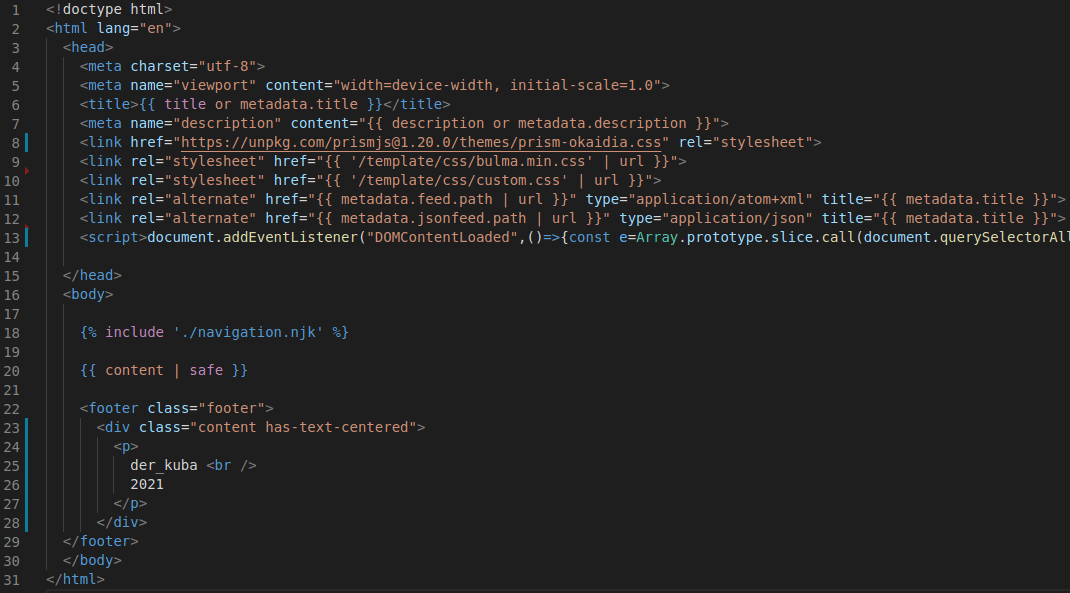 1 <!doctype html>
2 <html lang="en">
3 <head>
4 <meta charset="utf-8">
5 <meta name="viewport" content="width=device-width, initial-scale=1.0">
6 <title>{{ title or metadata.title }}</title>
7 <meta name="description" content="{{ description or metadata.description }}">
8 <link href="https://unpkg.com/prismjs@1.20.0/themes/prism-okaidia.css" rel="stylesheet">
9 <link rel="stylesheet" href="{{ '/template/css/bulma.min.css' | url }}">
10 <link rel="stylesheet" href="{{ '/template/css/custom.css' | url }}">
11 <link rel="alternate" href="{{ metadata.feed.path | url }}" type="application/atom+xml" title="{{ metadata.title }}">
12 <link rel="alternate" href="{{ metadata.jsonfeed.path | url }}" type="application/json" title="{{ metadata.title }}">
13 <script>document.addEventListener("DOMContentLoaded",()=>{const e=Array.prototype.slice.call(document.querySelectorAll
14
15 </head>
16 <body>
17
18 {% include './navigation.njk' %}
19
20 {{ content | safe }}
21
22 <footer class="footer">
23 <div class="content has-text-centered">
24 <p>
25 der_kuba <br />
26 2021
27 </p>
28 </div>
29 </footer>
30 </body>
31 </html>